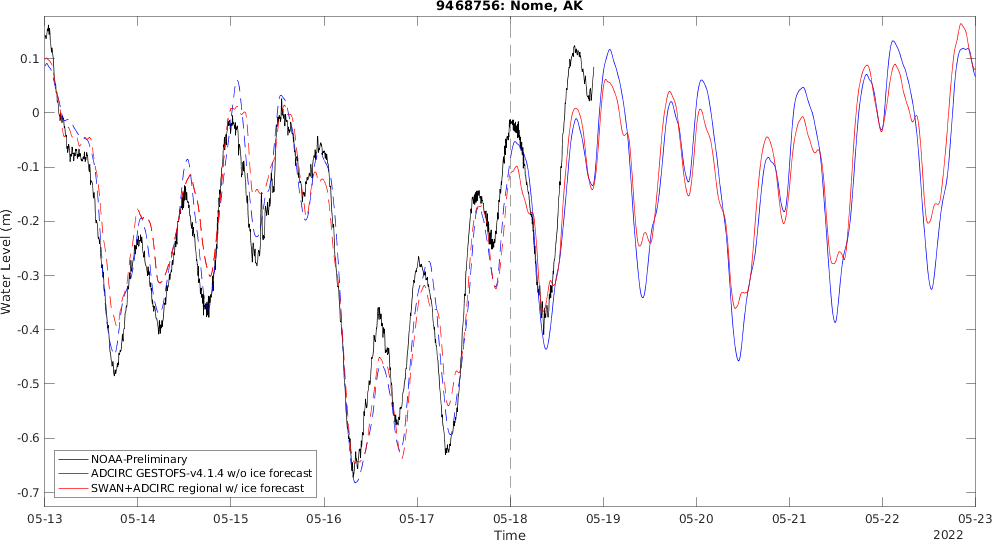 9468756: Nome, AK
Water Level (m)
0.1
0
-0.1
-0.2
-0.3
-0.4
-0.5
-0.6
-0.7
NOAA-Preliminary
ADCIRC GESTOFS-v4.1.4 w/o ice forecast
SWAN+ADCIRC regional w/ ice forecast
05-13 05-14 05-15 05-16 05-17 05-18 05-19 05-20 05-21 05-22 05-23
Time
2022